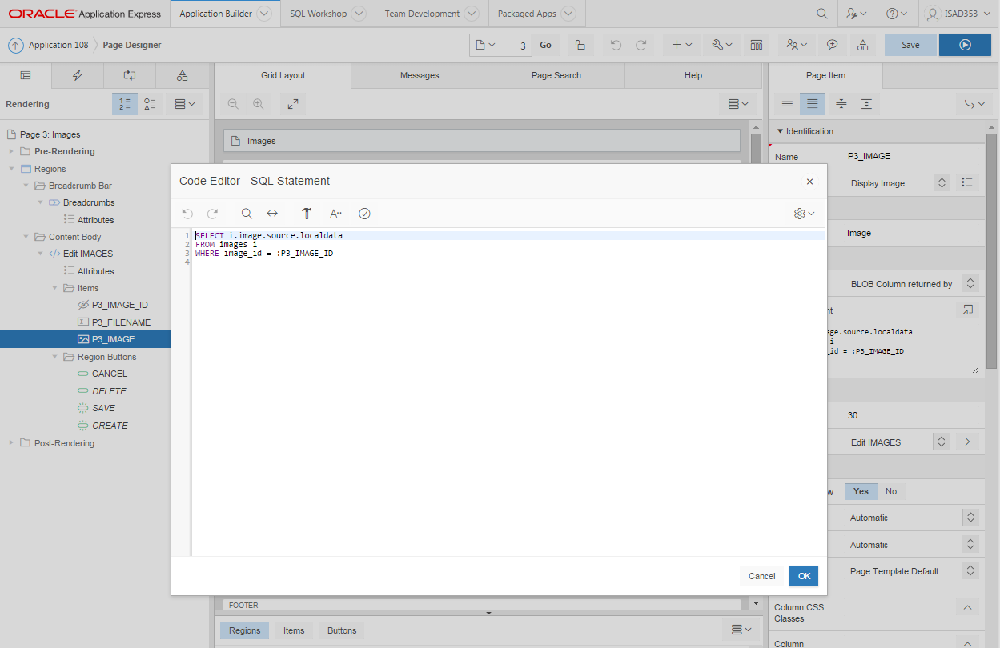 ORACLE Application Express
Application Builder
SQL Workshop
Team Development
Packaged Apps
ISAD353
Application 108
Page Designer
3
Go
Save
Grid Layout
Messages
Page Search
Help
Page Item
Rendering
Page 3: Images
Pre-Rendering
Regions
Breadcrumb Bar
Breadcrumbs
Attributes
Content Body
Edit IMAGES
Attributes
Items
P3_IMAGE_ID
P3_FILENAME
P3_IMAGE
Region Buttons
CANCEL
DELETE
SAVE
CREATE
Post-Rendering
Images
Code Editor - SQL Statement
1 SELECT i.image.source.localdata
2 FROM images i
3 WHERE image_id = :P3_IMAGE_ID
4
Cancel
OK
FOOTER
Regions
Items
Buttons
Identification
Name P3_IMAGE
Display Image
Image
BLOB Column returned by
nt
age.source.localdata
i
_id = :P3_IMAGE_ID
30
Edit IMAGES
w Yes No
Automatic
Automatic
Page Template Default
Column CSS
Classes
Column